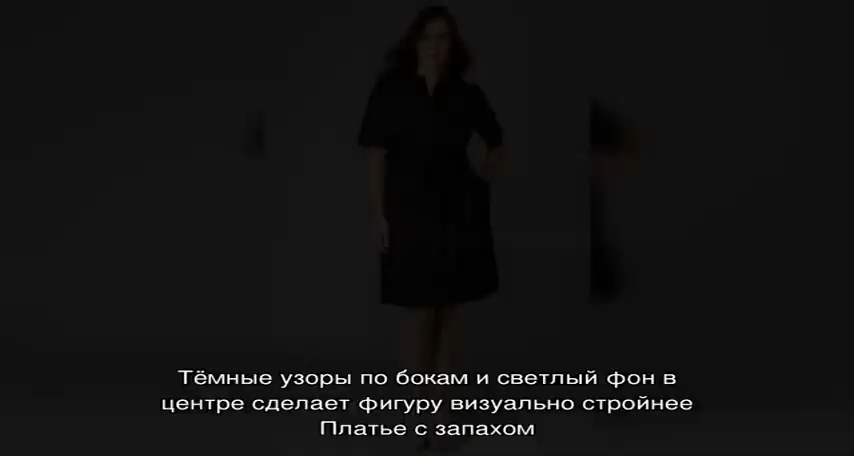 Тёмные узоры по бокам и светлый фон в
центре сделает фигуру визуально стройнее
Платье с запахом